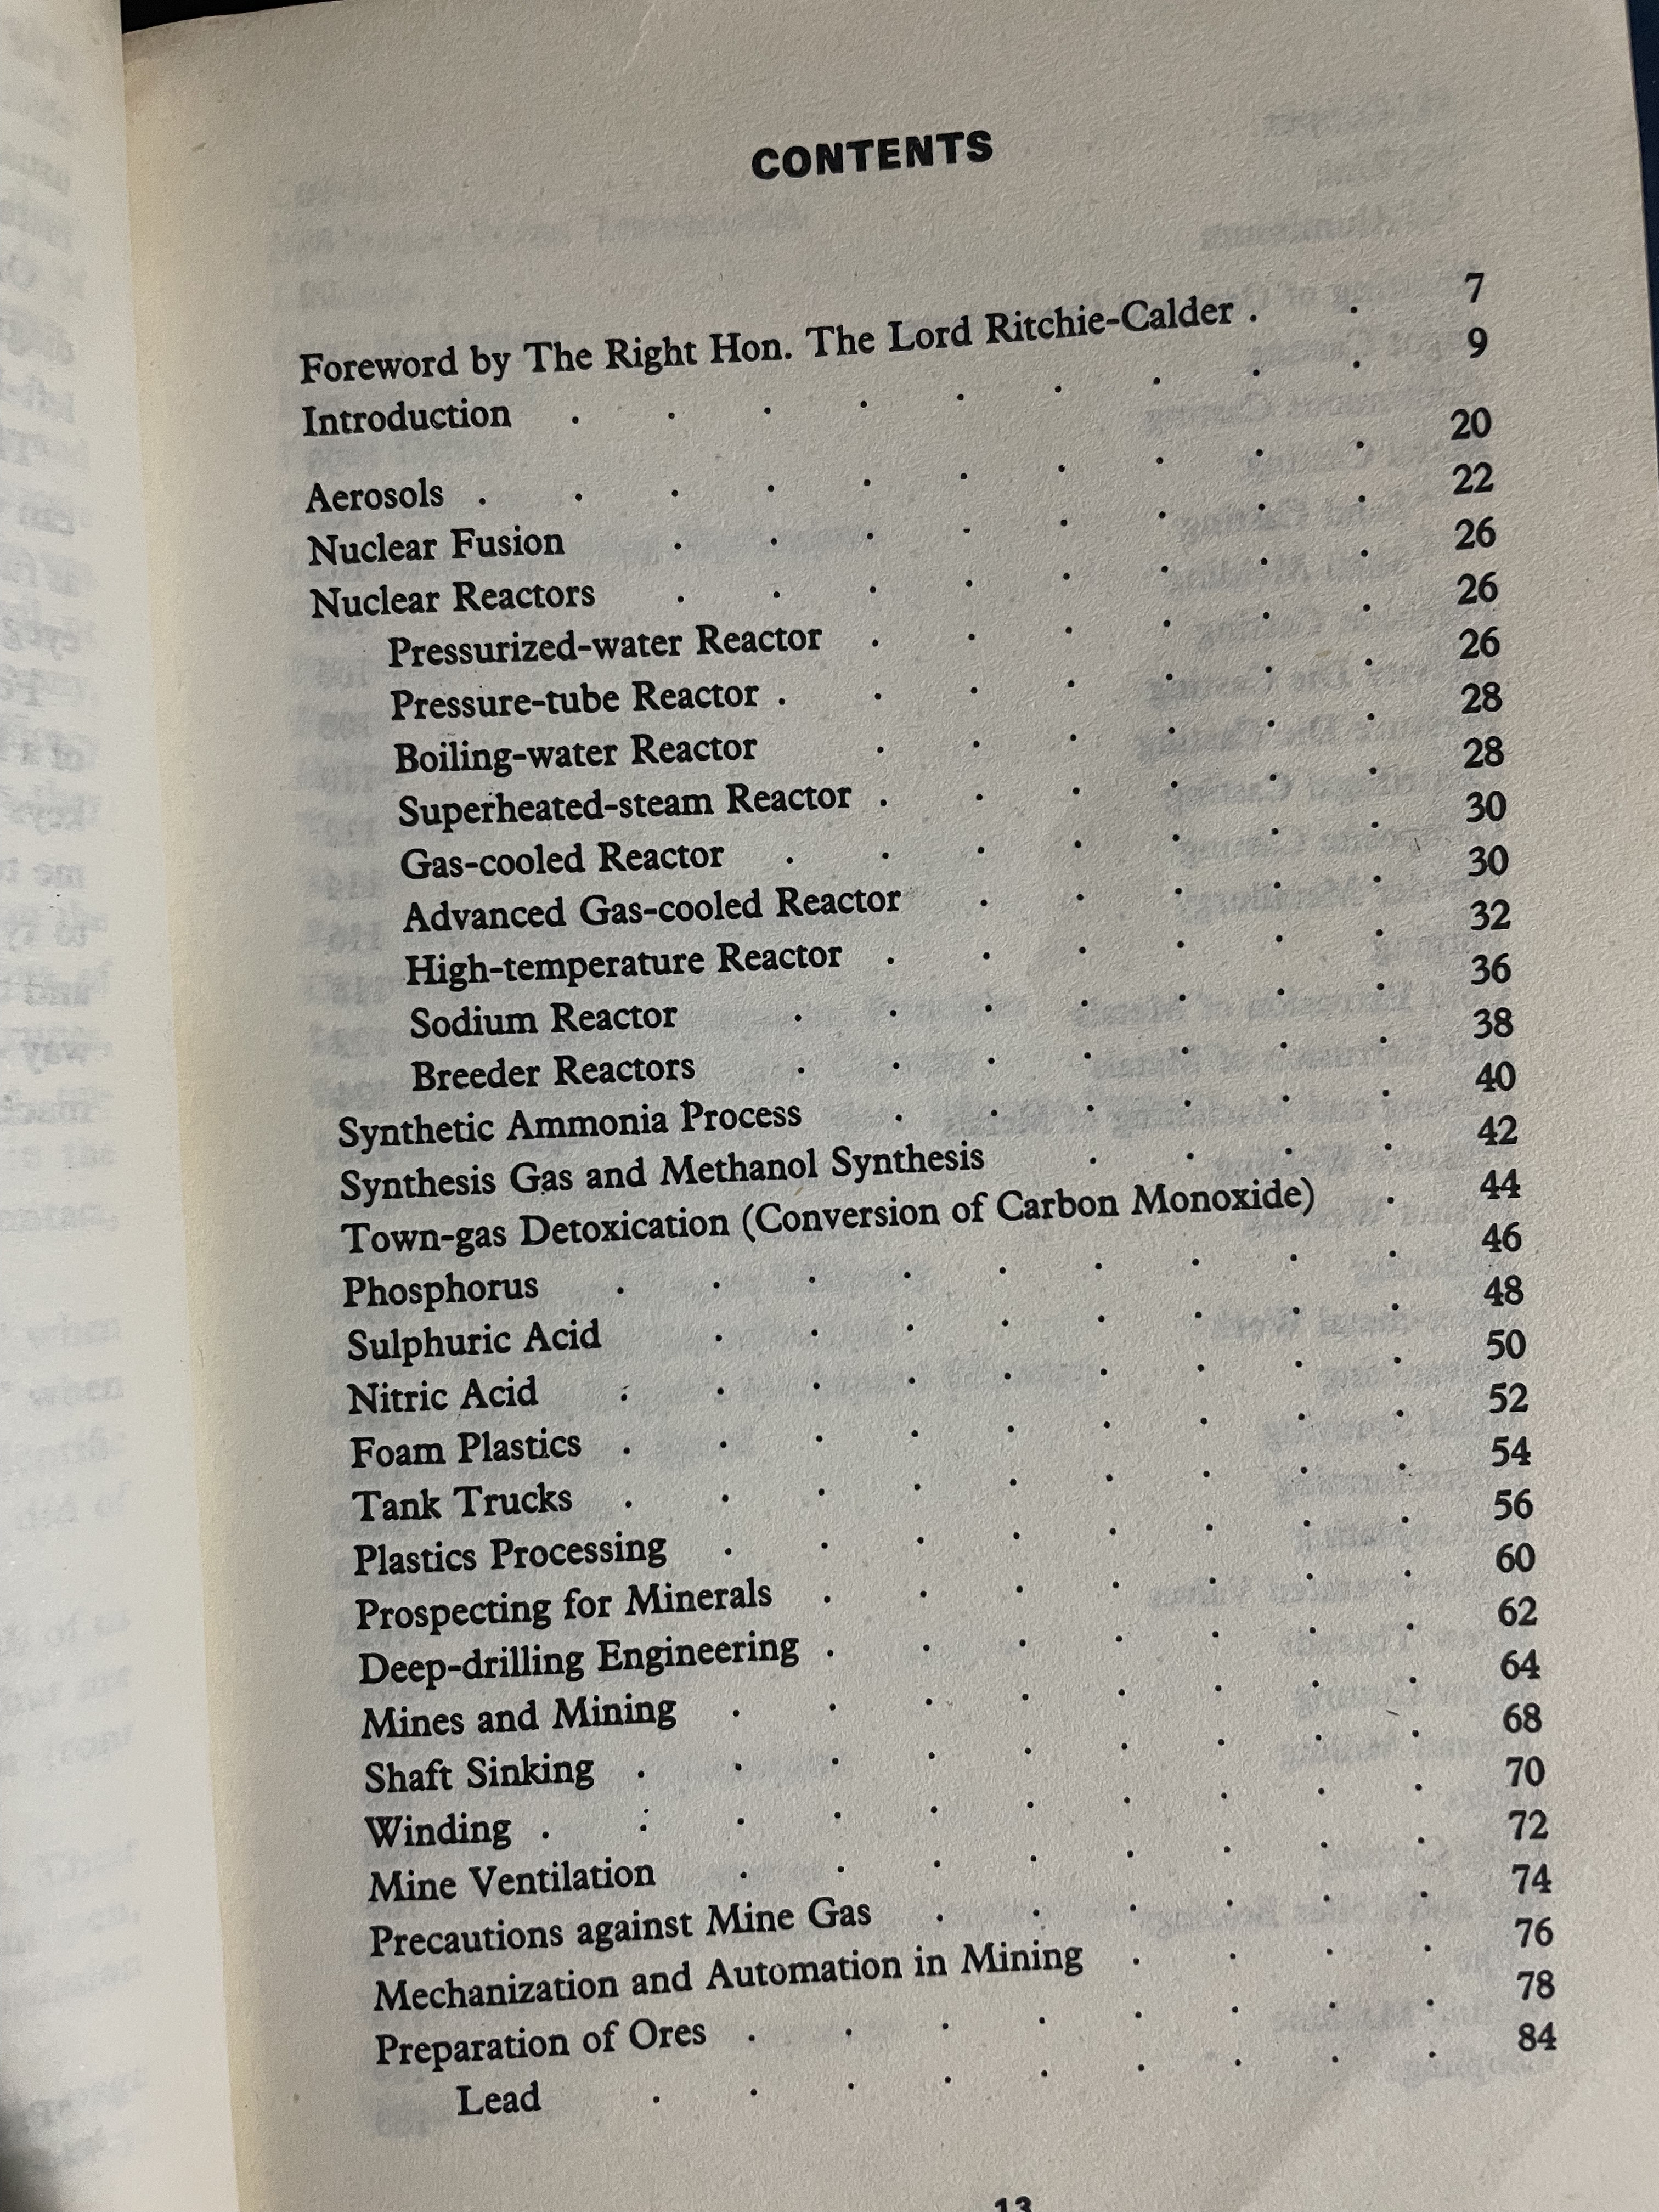 CONTENTS
Foreword by The Right Hon. The Lord Ritchie-Calder . . 7
Introduction . . . . . . . . . 9
Aerosols . . . . . . . . . . 20
Nuclear Fusion . . . . . . . . 22
Nuclear Reactors . . . . . . . . 26
Pressurized-water Reactor . . . . . . 26
Pressure-tube Reactor . . . . . . . 26
Boiling-water Reactor . . . . . . 28
Superheated-steam Reactor . . . . . . 28
Gas-cooled Reactor . . . . . . . 30
Advanced Gas-cooled Reactor . . . . . 30
High-temperature Reactor . . . . . . 32
Sodium Reactor . . . . . . . 36
Breeder Reactors . . . . . . . 38
Synthetic Ammonia Process . . . . . . 40
Synthesis Gas and Methanol Synthesis . . . . 42
Town-gas Detoxication (Conversion of Carbon Monoxide) . 44
Phosphorus . . . . . . . . . 46
Sulphuric Acid . . . . . . . . 48
Nitric Acid . . . . . . . . . 50
Foam Plastics . . . . . . . . . 52
Tank Trucks . . . . . . . . . 54
Plastics Processing . . . . . . . . 56
Prospecting for Minerals . . . . . . . 60
Deep-drilling Engineering . . . . . . . 62
Mines and Mining . . . . . . . . 64
Shaft Sinking . . . . . . . . . 68
Winding . . . . . . . . . . 70
Mine Ventilation . . . . . . . . 72
Precautions against Mine Gas . . . . . . 74
Mechanization and Automation in Mining . . . . 76
Preparation of Ores . . . . . . . . 78
Lead . . . . . . . . . 84
13